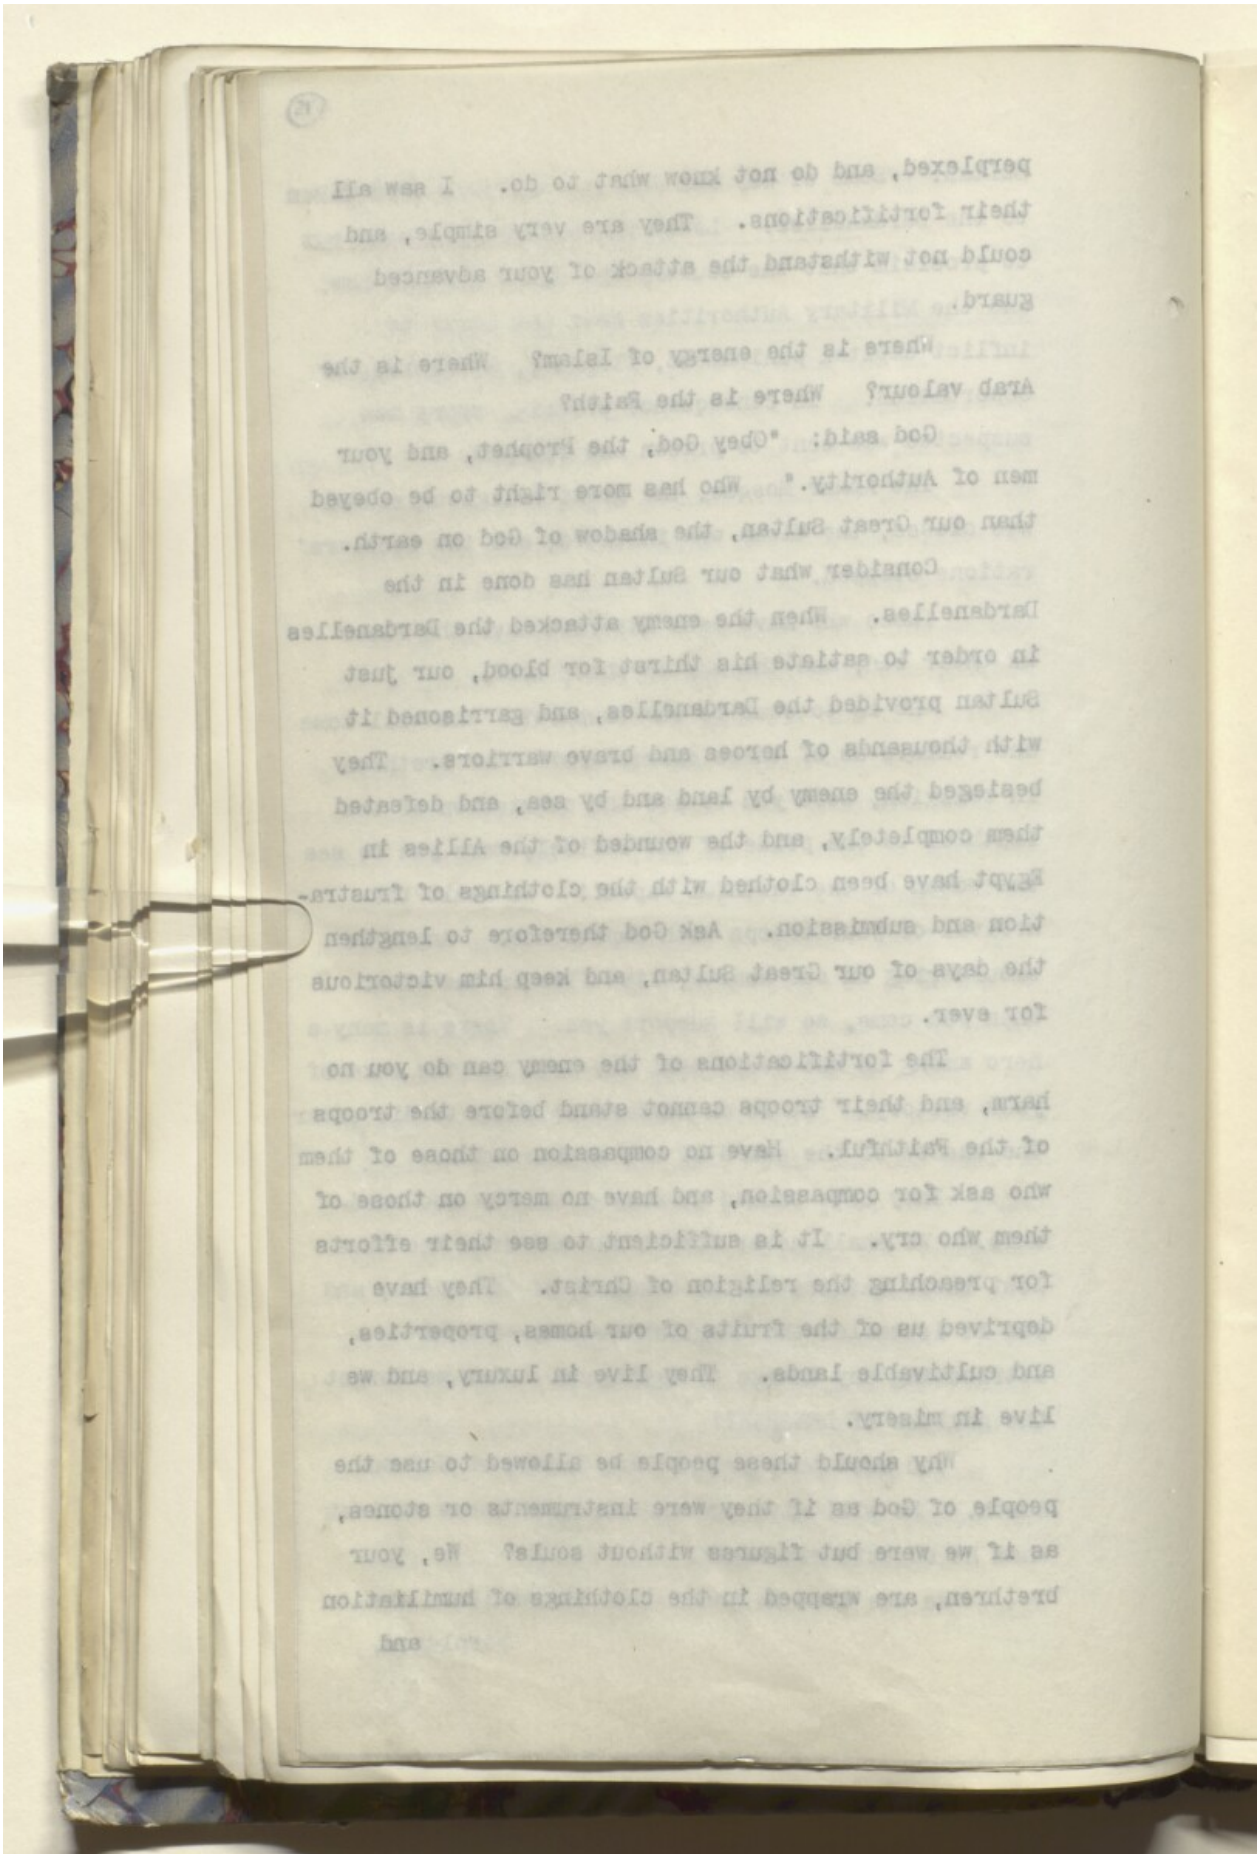 perplexed, and do not know what to do. I saw all
their fortifications. They are very simple, and
could not withstand the attack of your advanced
guard.
Where is the energy of Islam? Where is the
Arab valour? Where is the Faith?
God said: "Obey God, the Prophet, and your
men of Authority." Who has more right to be obeyed
than our Great Sultan, the shadow of God on earth.
Consider what our Sultan has done in the
Dardanelles. When the enemy attacked the Dardanelles
in order to satiate his thirst for blood, our just
Sultan provided the Dardanelles, and garrisoned it
with thousands of heroes and brave warriors. They
besieged the enemy by land and by sea, and defeated
them completely, and the wounded of the Allies in
Egypt have been clothed with the clothings of frustra-
tion and submission. Ask God therefore to lengthen
the days of our Great Sultan, and keep him victorious
for ever.
The fortifications of the enemy can do you no
harm, and their troops cannot stand before the troops
of the Faithful. Have no compassion on those of them
who ask for compassion, and have no mercy on those of
them who cry. It is sufficient to see their efforts
for preaching the religion of Christ. They have
deprived us of the fruits of our homes, properties,
and cultivable lands. They live in luxury, and we
live in misery.
Why should these people be allowed to use the
people of God as if they were instruments or stones,
as if we were but figures without souls? We, your
brethren, are wrapped in the clothings of humiliation
and